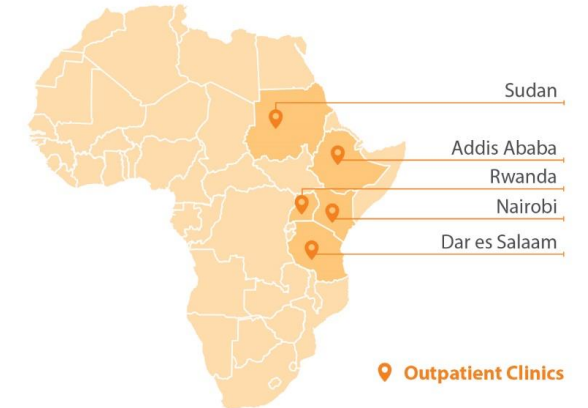 Sudan
Addis Ababa
Rwanda
Nairobi
Dar es Salaam
Outpatient Clinics